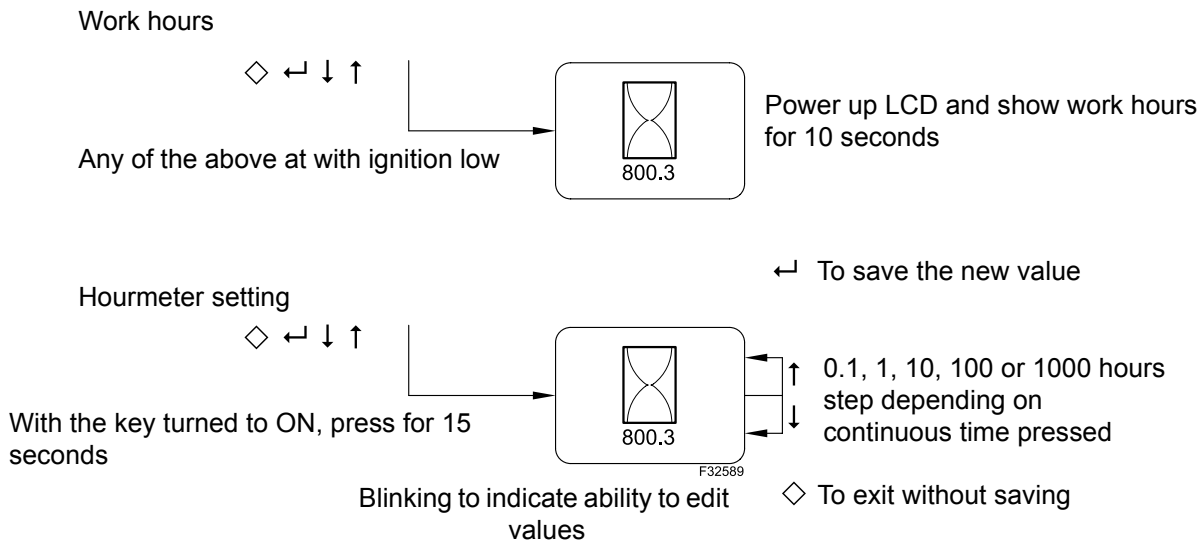 Work hours
◇ ↵ ↓ ↑
Any of the above at with ignition low
800.3
Power up LCD and show work hours
for 10 seconds
↵ To save the new value
Hourmeter setting
◇ ↵ ↓ ↑
With the key turned to ON, press for 15
seconds
800.3
F32589
↑ 0.1, 1, 10, 100 or 1000 hours
step depending on
↓ continuous time pressed
Blinking to indicate ability to edit
values
◇ To exit without saving